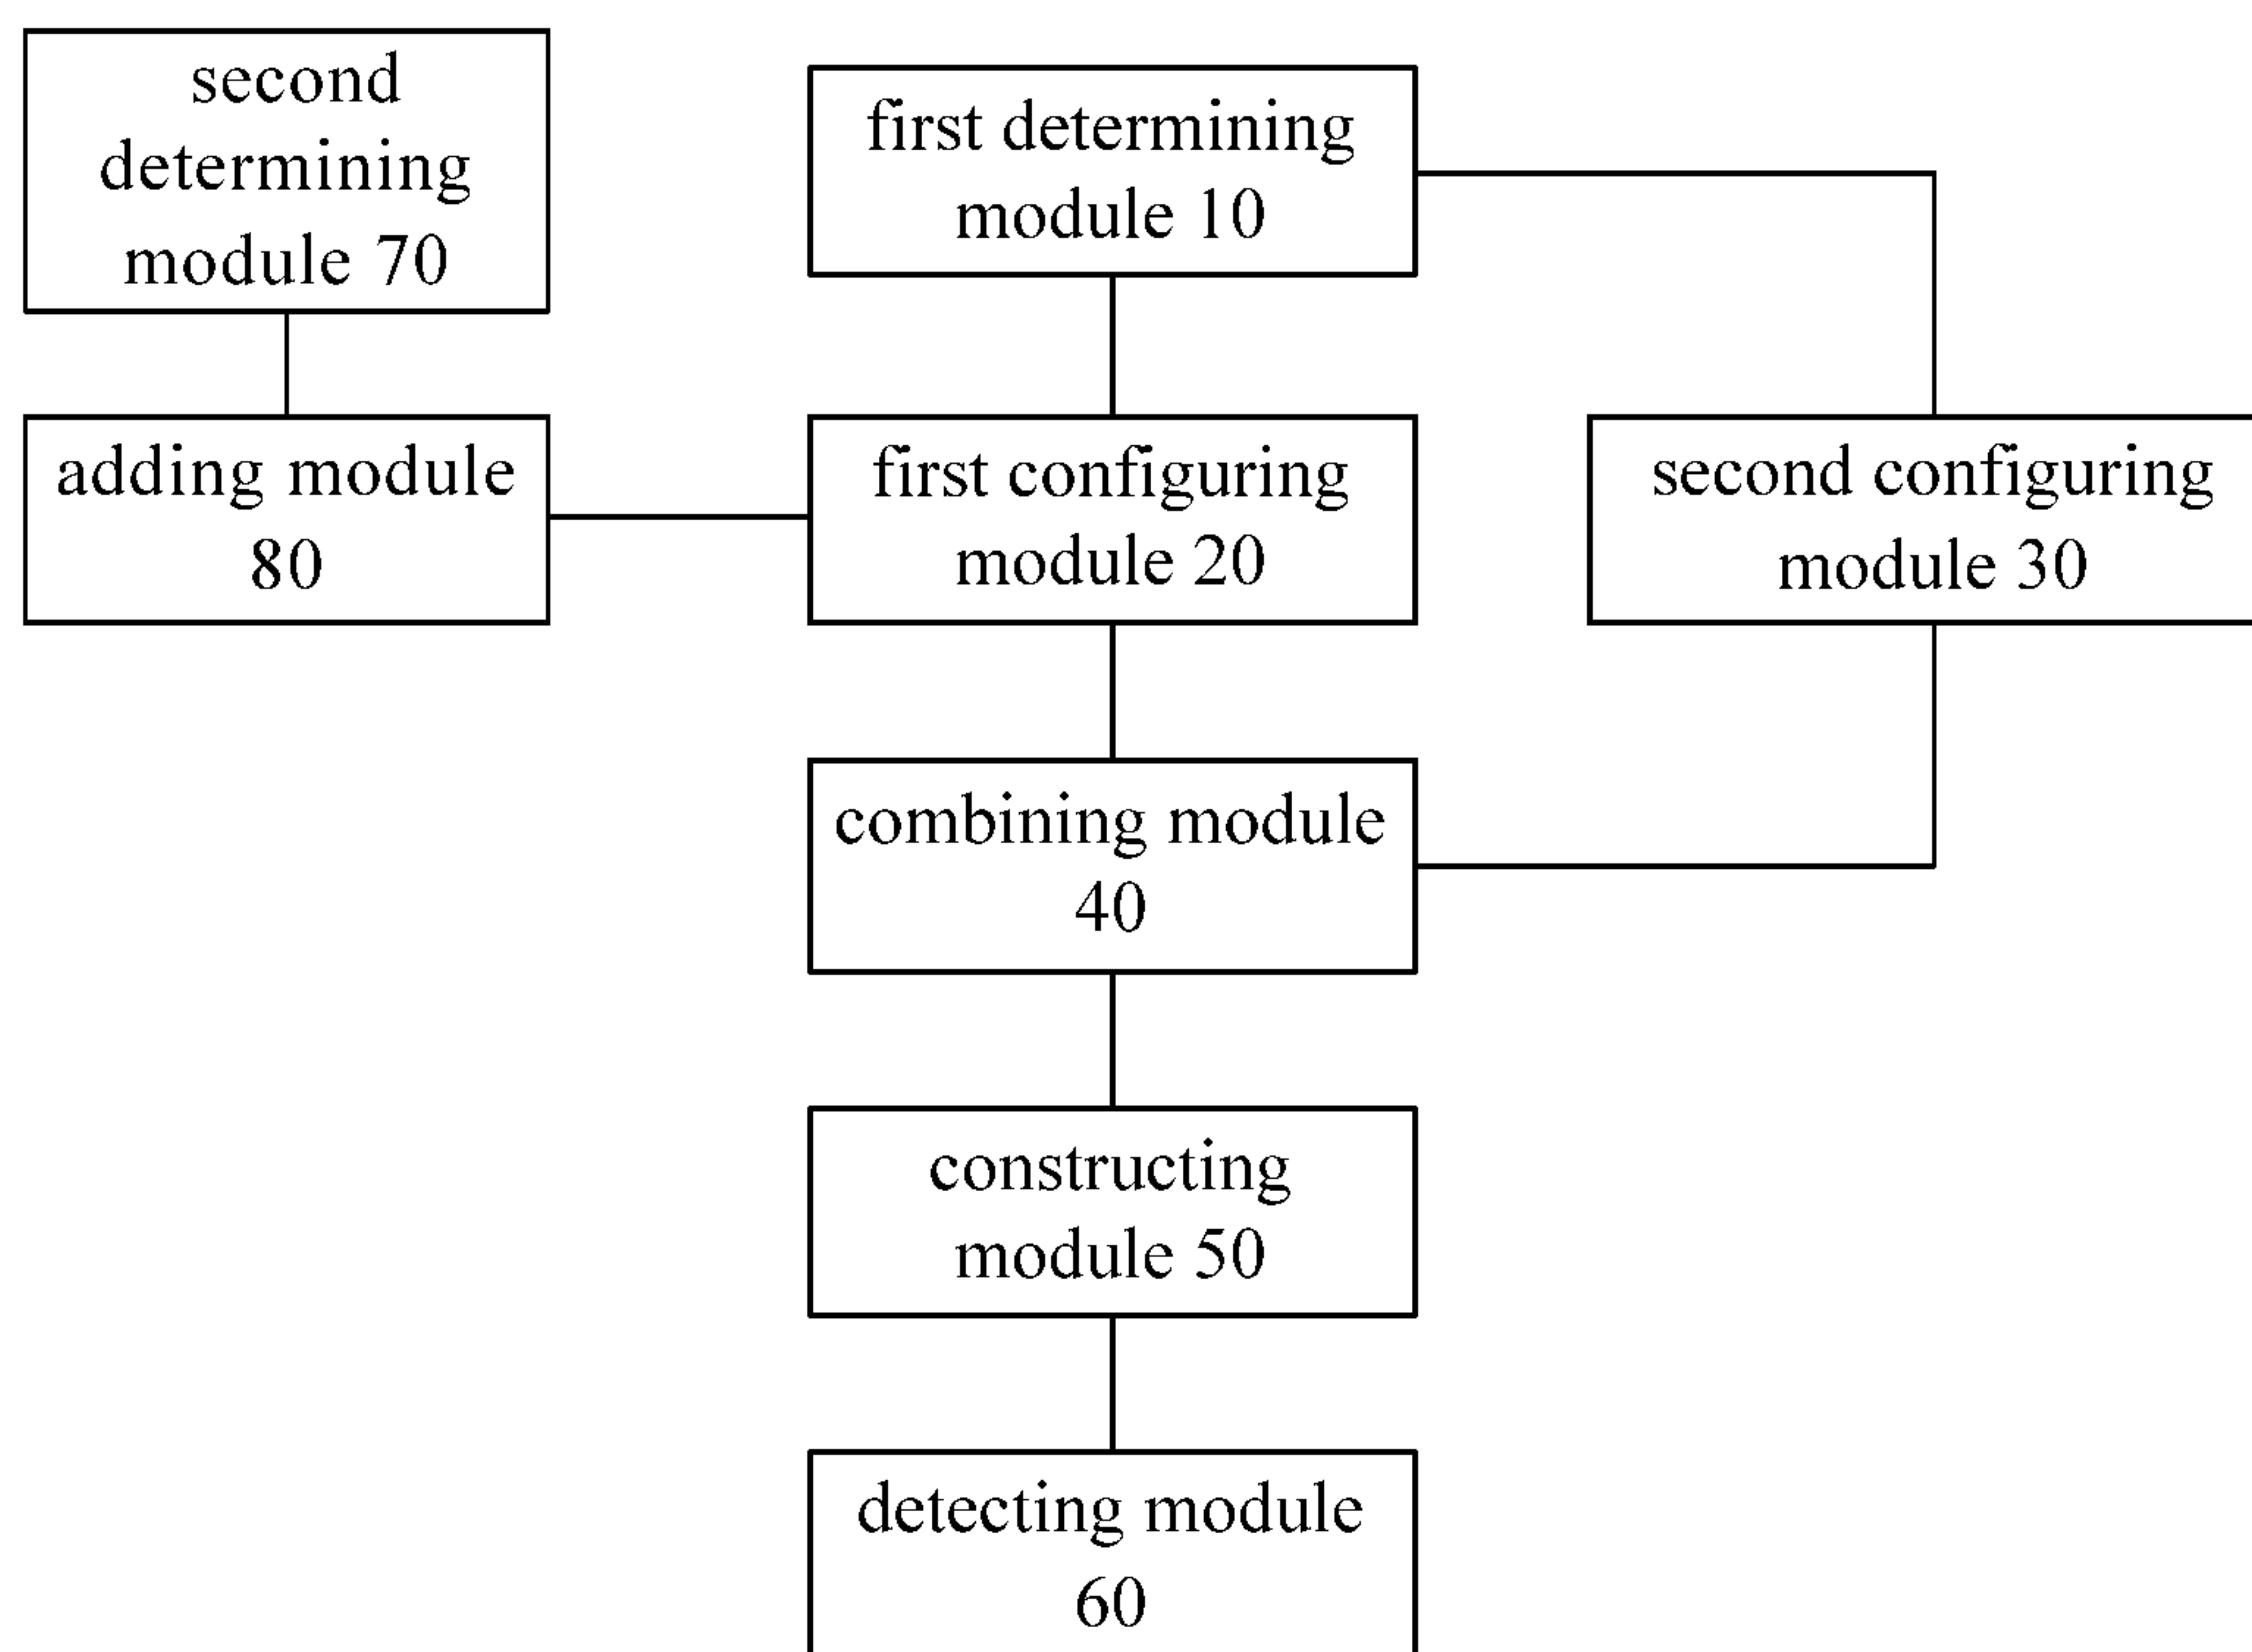 second
determining
module 70
first determining
module 10
adding module
80
first configuring
module 20
second configuring
module 30
combining module
40
constructing
module 50
detecting module
60